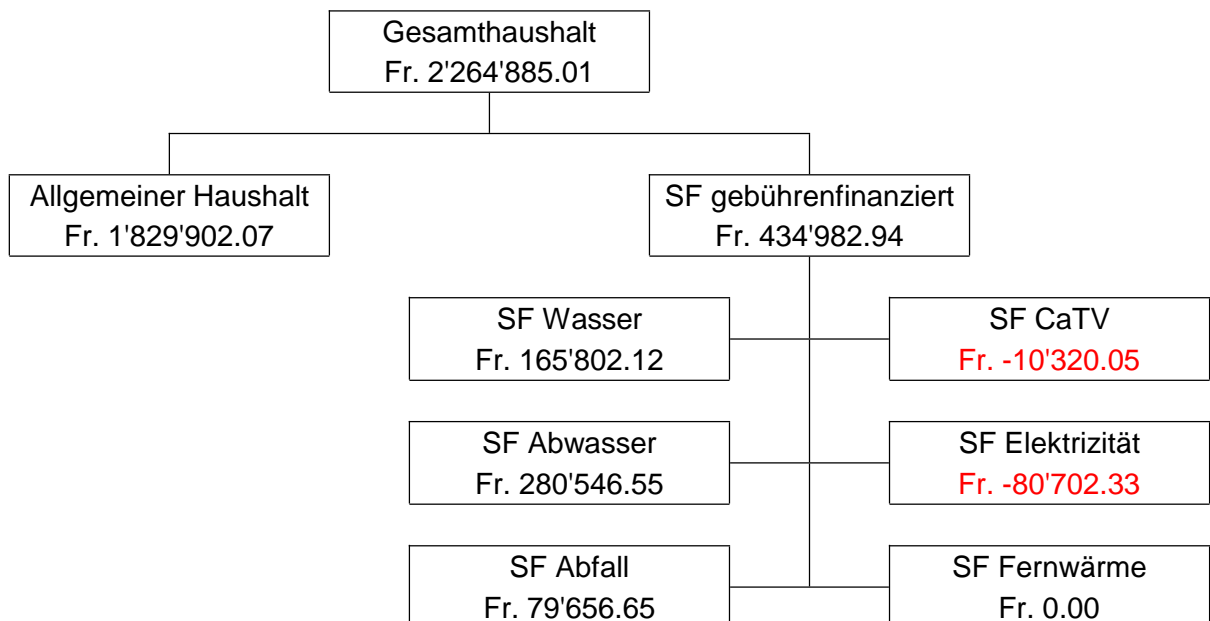 Gesamthaushalt
Fr. 2'264'885.01
Allgemeiner Haushalt
Fr. 1'829'902.07
SF gebührenfinanziert
Fr. 434'982.94
SF Wasser
Fr. 165'802.12
SF CaTV
Fr. -10'320.05
SF Abwasser
Fr. 280'546.55
SF Elektrizität
Fr. -80'702.33
SF Abfall
Fr. 79'656.65
SF Fernwärme
Fr. 0.00